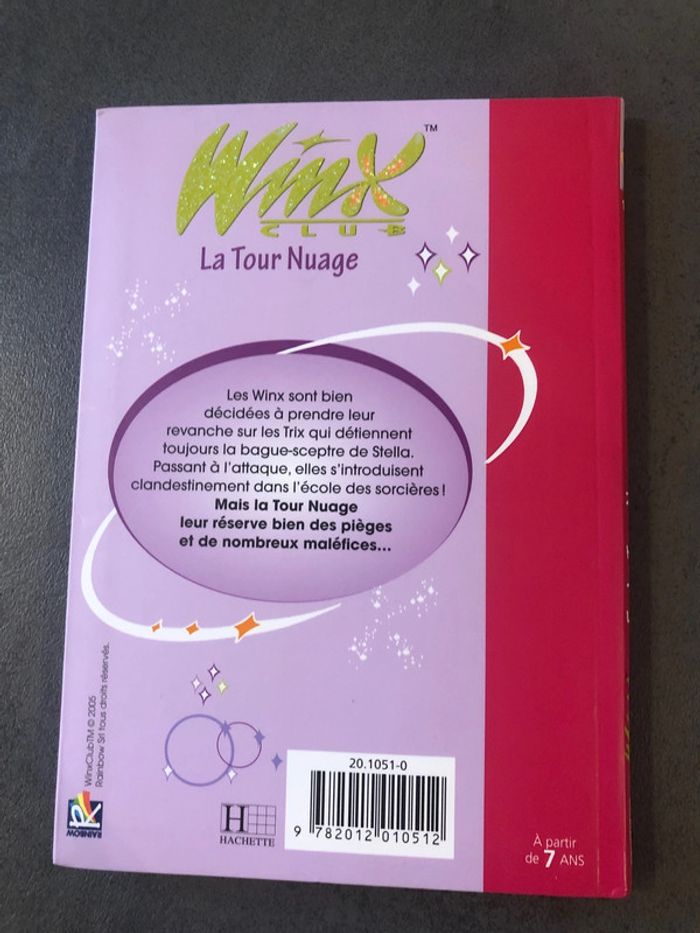 Winx™
CLUB
La Tour Nuage
Les Winx sont bien
décidées à prendre leur
revanche sur les Trix qui détiennent
toujours la bague-sceptre de Stella.
Passant à l'attaque, elles s'introduisent
clandestinement dans l'école des sorcières !
Mais la Tour Nuage
leur réserve bien des pièges
et de nombreux maléfices...
WinxClubTM © 2005
Rainbow Srl tous droits réservés.
RAINBOW
H
HACHETTE
20.1051-0
9 782012 010512
À partir
de 7 ANS